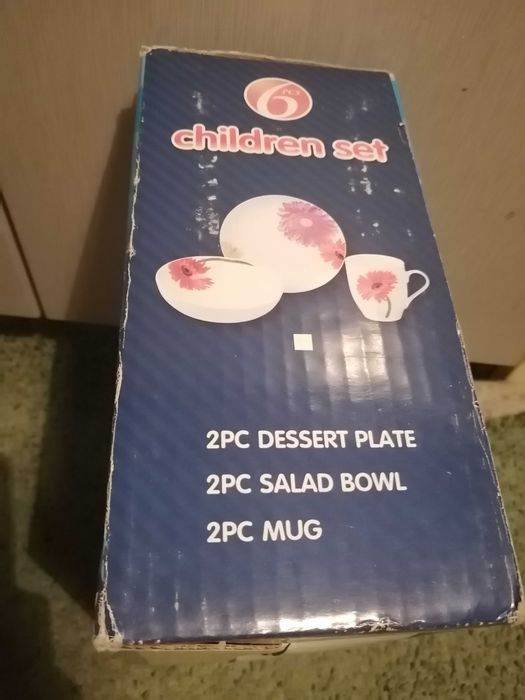 6 PCS
children set
2PC DESSERT PLATE
2PC SALAD BOWL
2PC MUG